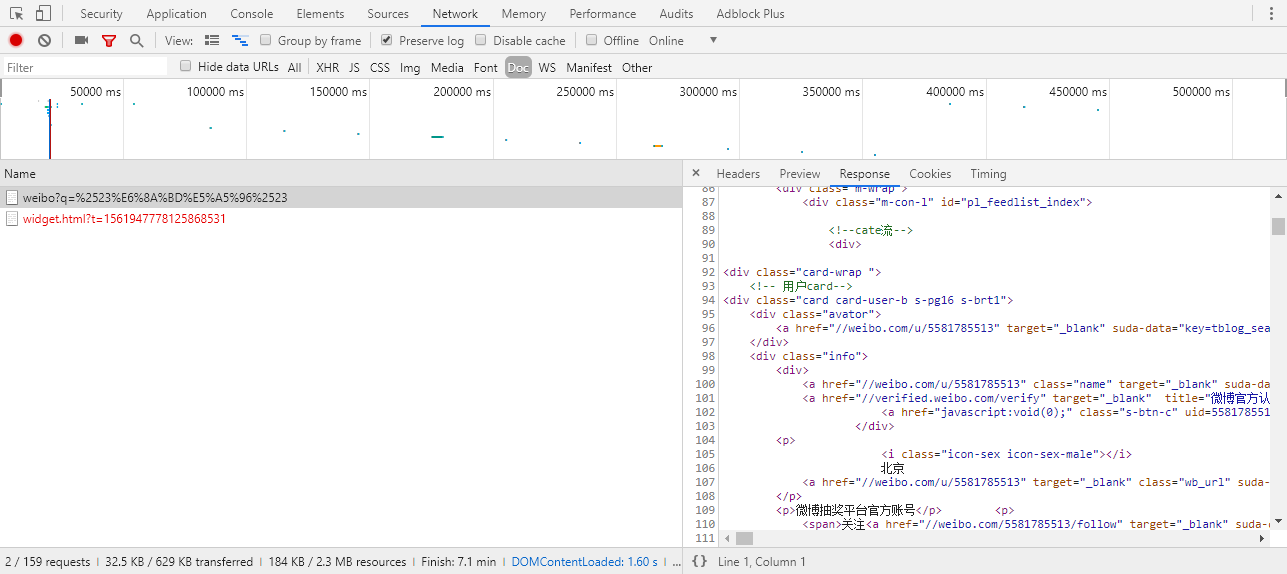 Security Application Console Elements Sources Network Memory Performance Audits Adblock Plus
View: Group by frame Preserve log Disable cache Offline Online
Filter Hide data URLs All XHR JS CSS Img Media Font Doc WS Manifest Other
50000 ms 100000 ms 150000 ms 200000 ms 250000 ms 300000 ms 350000 ms 400000 ms 450000 ms 500000 ms
Name
weibo?q=%2523%E6%8A%BD%E5%A5%96%2523
widget.html?t=1561947778125868531
Headers Preview Response Cookies Timing
86 <div class="m-wrap">
87 <div class="m-con-l" id="pl_feedlist_index">
88
89 <!--cate流-->
90 <div>
91
92 <div class="card-wrap ">
93 <!-- 用户card-->
94 <div class="card card-user-b s-pg16 s-brt1">
95 <div class="avator">
96 <a href="//weibo.com/u/5581785513" target="_blank" suda-data="key=tblog_sea
97 </div>
98 <div class="info">
99 <div>
100 <a href="//weibo.com/u/5581785513" class="name" target="_blank" suda-da
101 <a href="//verified.weibo.com/verify" target="_blank" title="微博官方认
102 <a href="javascript:void(0);" class="s-btn-c" uid=558178551
103 </div>
104 <p>
105 <i class="icon-sex icon-sex-male"></i>
106 北京
107 <a href="//weibo.com/u/5581785513" target="_blank" class="wb_url" suda-
108 </p>
109 <p>微博抽奖平台官方账号</p> <p>
110 <span>关注<a href="//weibo.com/5581785513/follow" target="_blank" suda-d
111
2 / 159 requests 32.5 KB / 629 KB transferred 184 KB / 2.3 MB resources Finish: 7.1 min DOMContentLoaded: 1.60 s ...
{} Line 1, Column 1